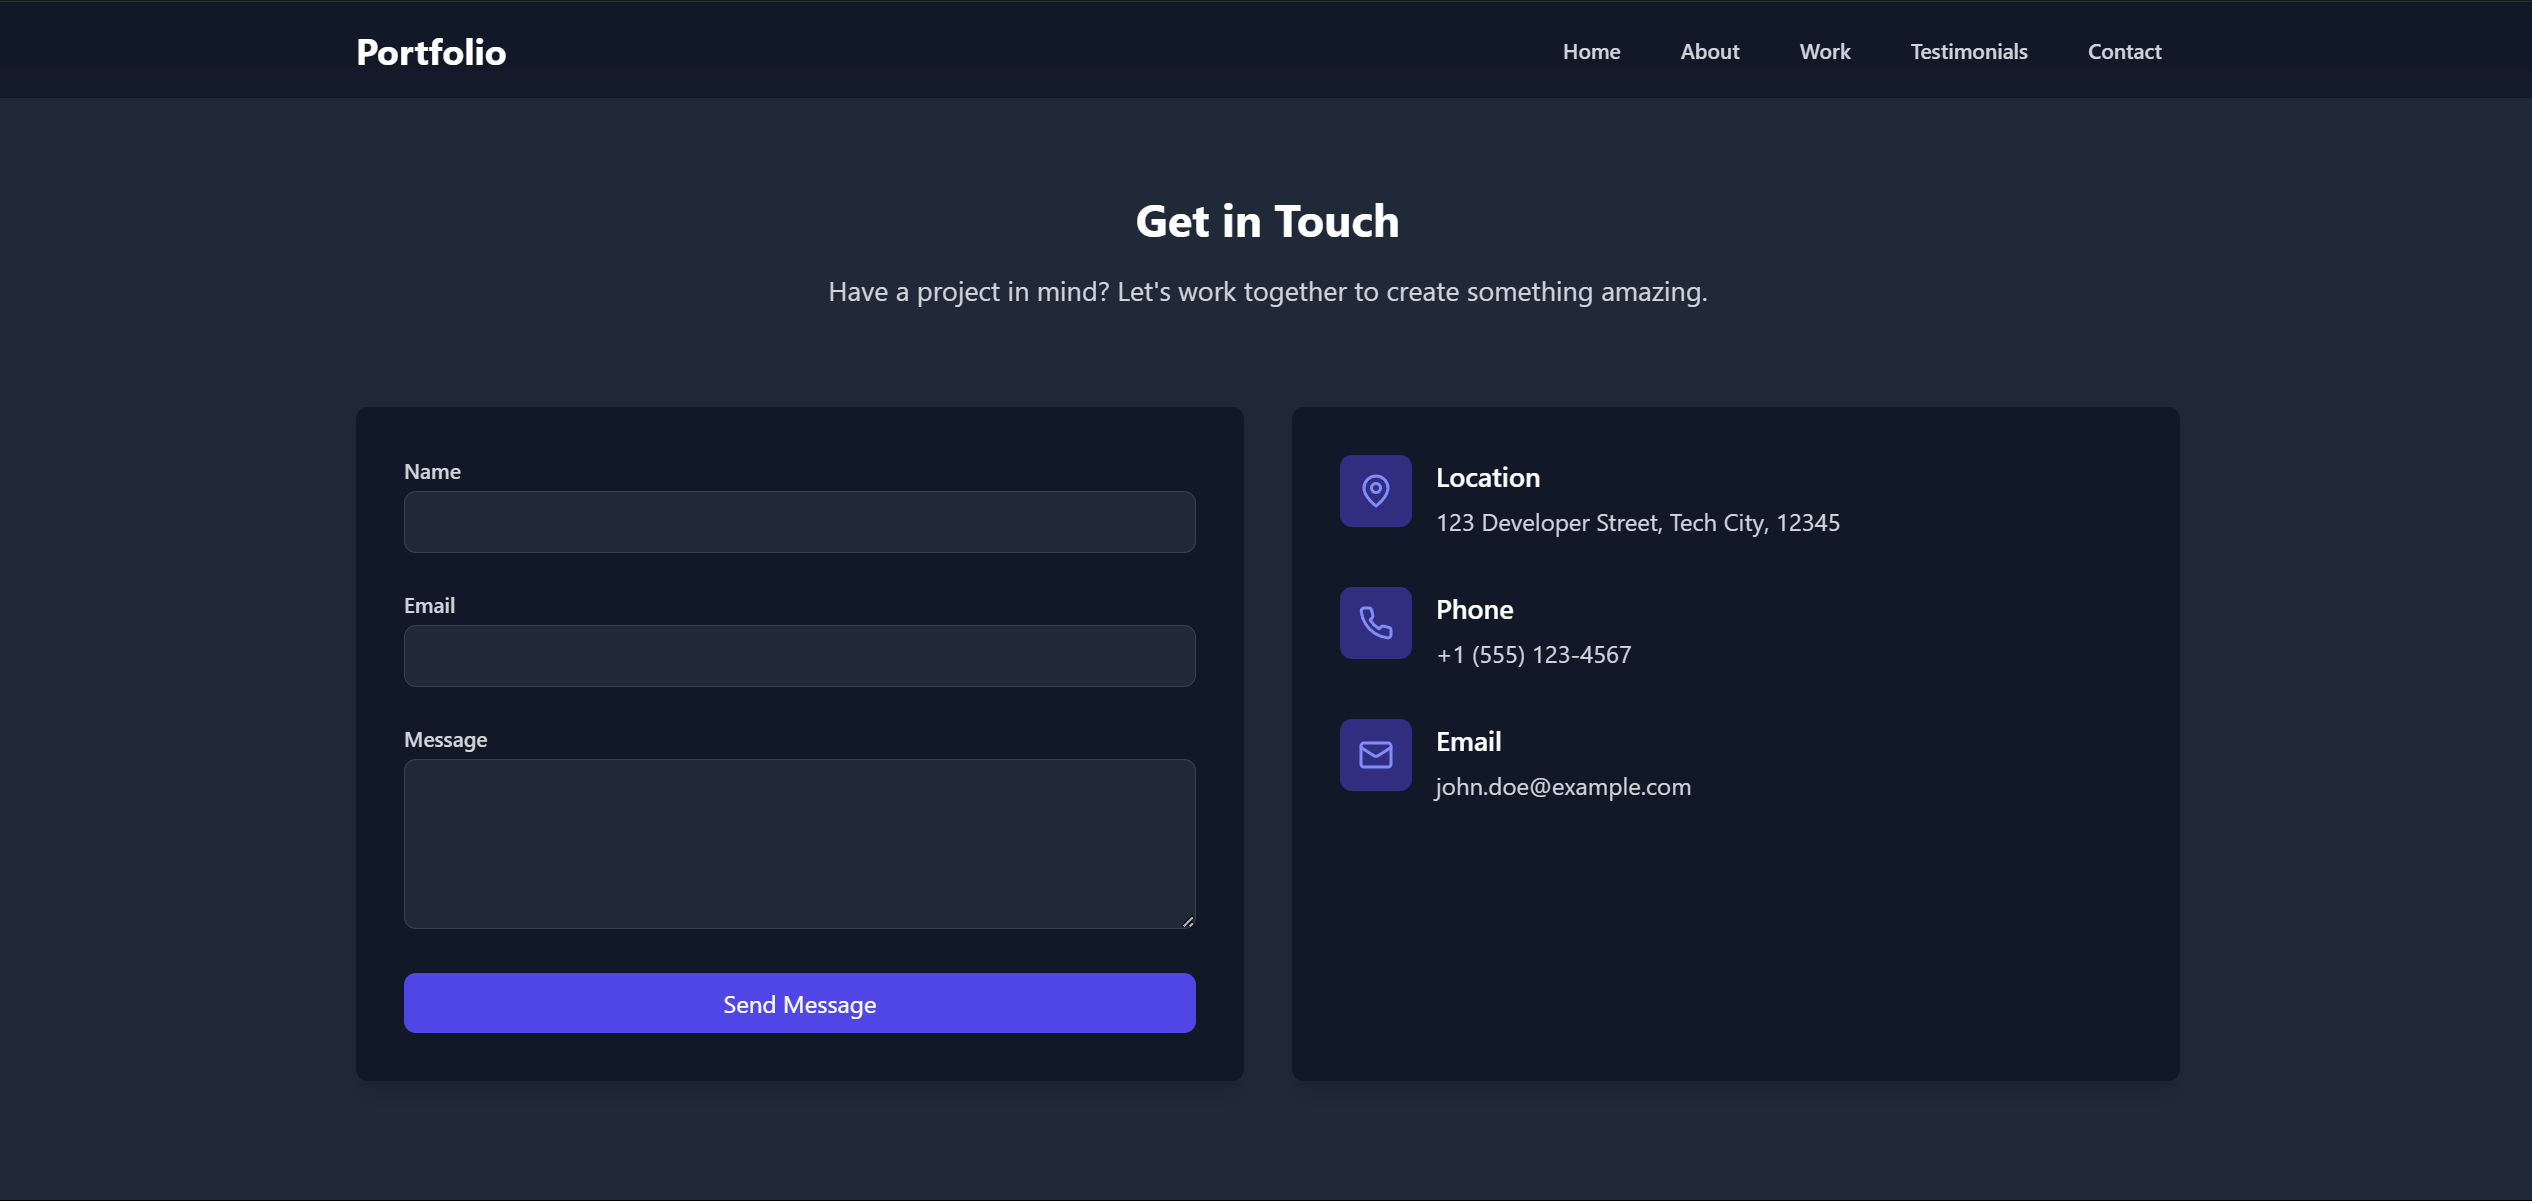 Portfolio
Home
About
Work
Testimonials
Contact
Get in Touch
Have a project in mind? Let's work together to create something amazing.
Name
Email
Message
Send Message
Location
123 Developer Street, Tech City, 12345
Phone
+1 (555) 123-4567
Email
john.doe@example.com